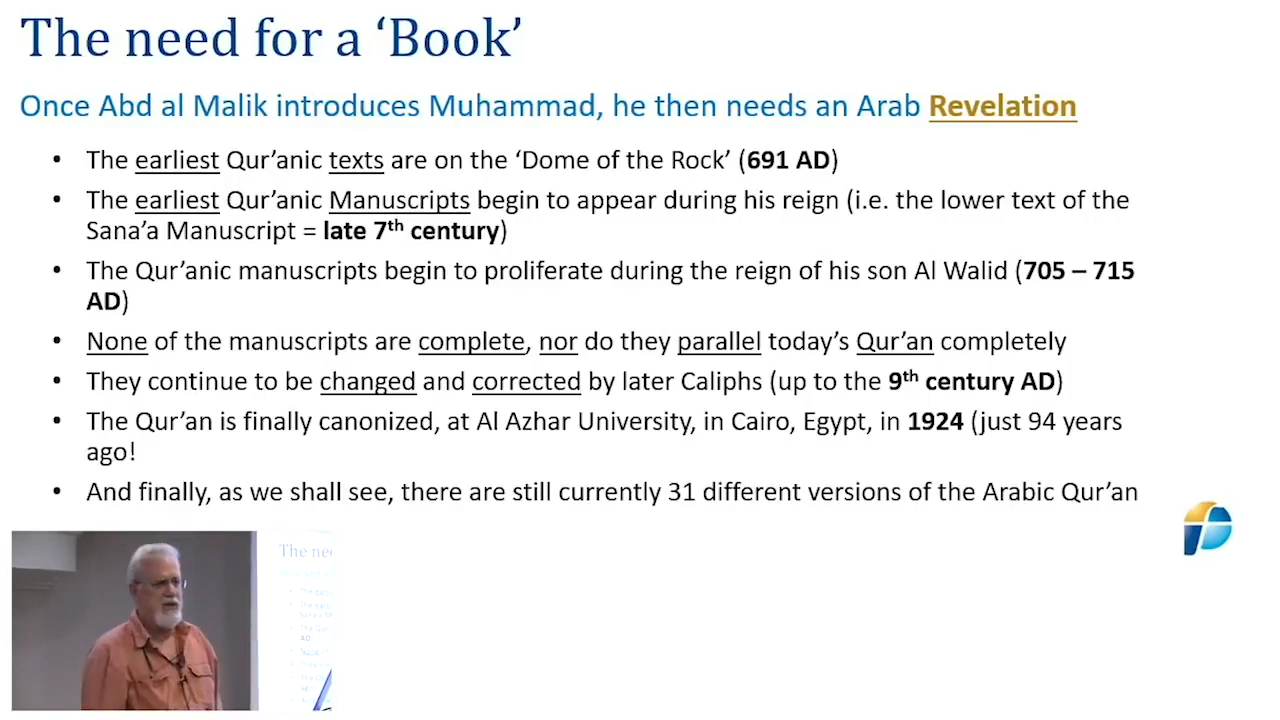 The need for a ‘Book’
Once Abd al Malik introduces Muhammad, he then needs an Arab Revelation
• The earliest Qur’anic texts are on the ‘Dome of the Rock’ (691 AD)
• The earliest Qur’anic Manuscripts begin to appear during his reign (i.e. the lower text of the
Sana’a Manuscript = late 7th century)
• The Qur’anic manuscripts begin to proliferate during the reign of his son Al Walid (705 – 715
AD)
• None of the manuscripts are complete, nor do they parallel today’s Qur’an completely
• They continue to be changed and corrected by later Caliphs (up to the 9th century AD)
• The Qur’an is finally canonized, at Al Azhar University, in Cairo, Egypt, in 1924 (just 94 years
ago!
• And finally, as we shall see, there are still currently 31 different versions of the Arabic Qur’an
The nee